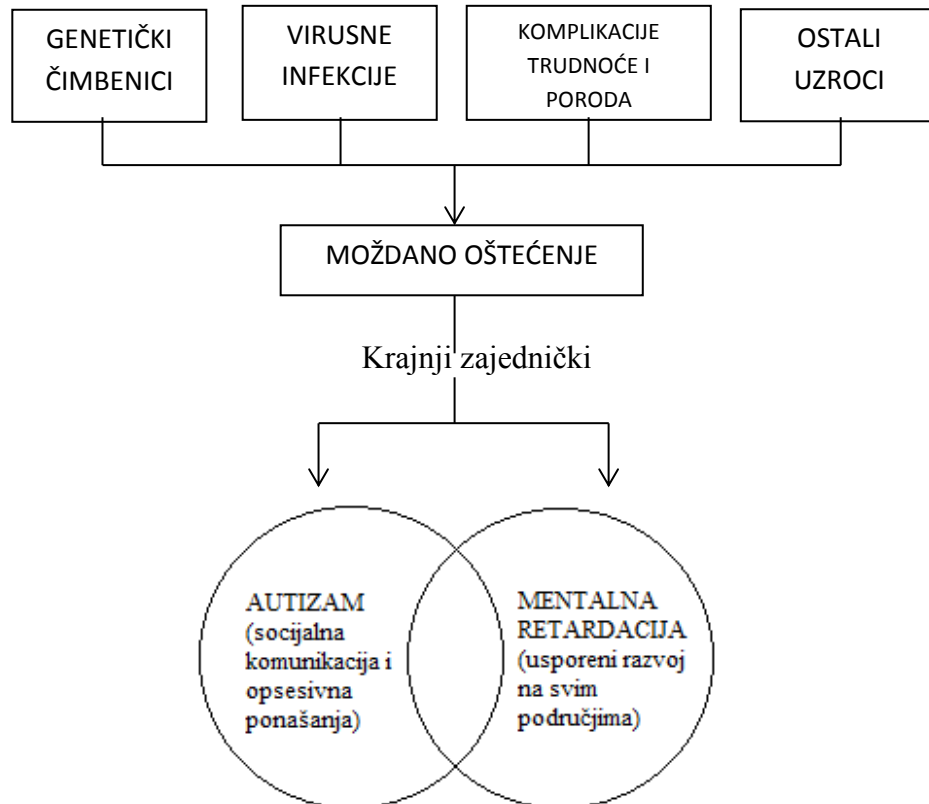 GENETIČKI
ČIMBENICI
VIRUSNE
INFEKCIJE
KOMPLIKACIJE
TRUDNOĆE I
PORODA
OSTALI
UZROCI
MOŽDANO OŠTEĆENJE
Krajnji zajednički
AUTIZAM
(socijalna
komunikacija i
opsesivna
ponašanja)
MENTALNA
RETARDACIJA
(usporeni razvoj
na svim
područjima)